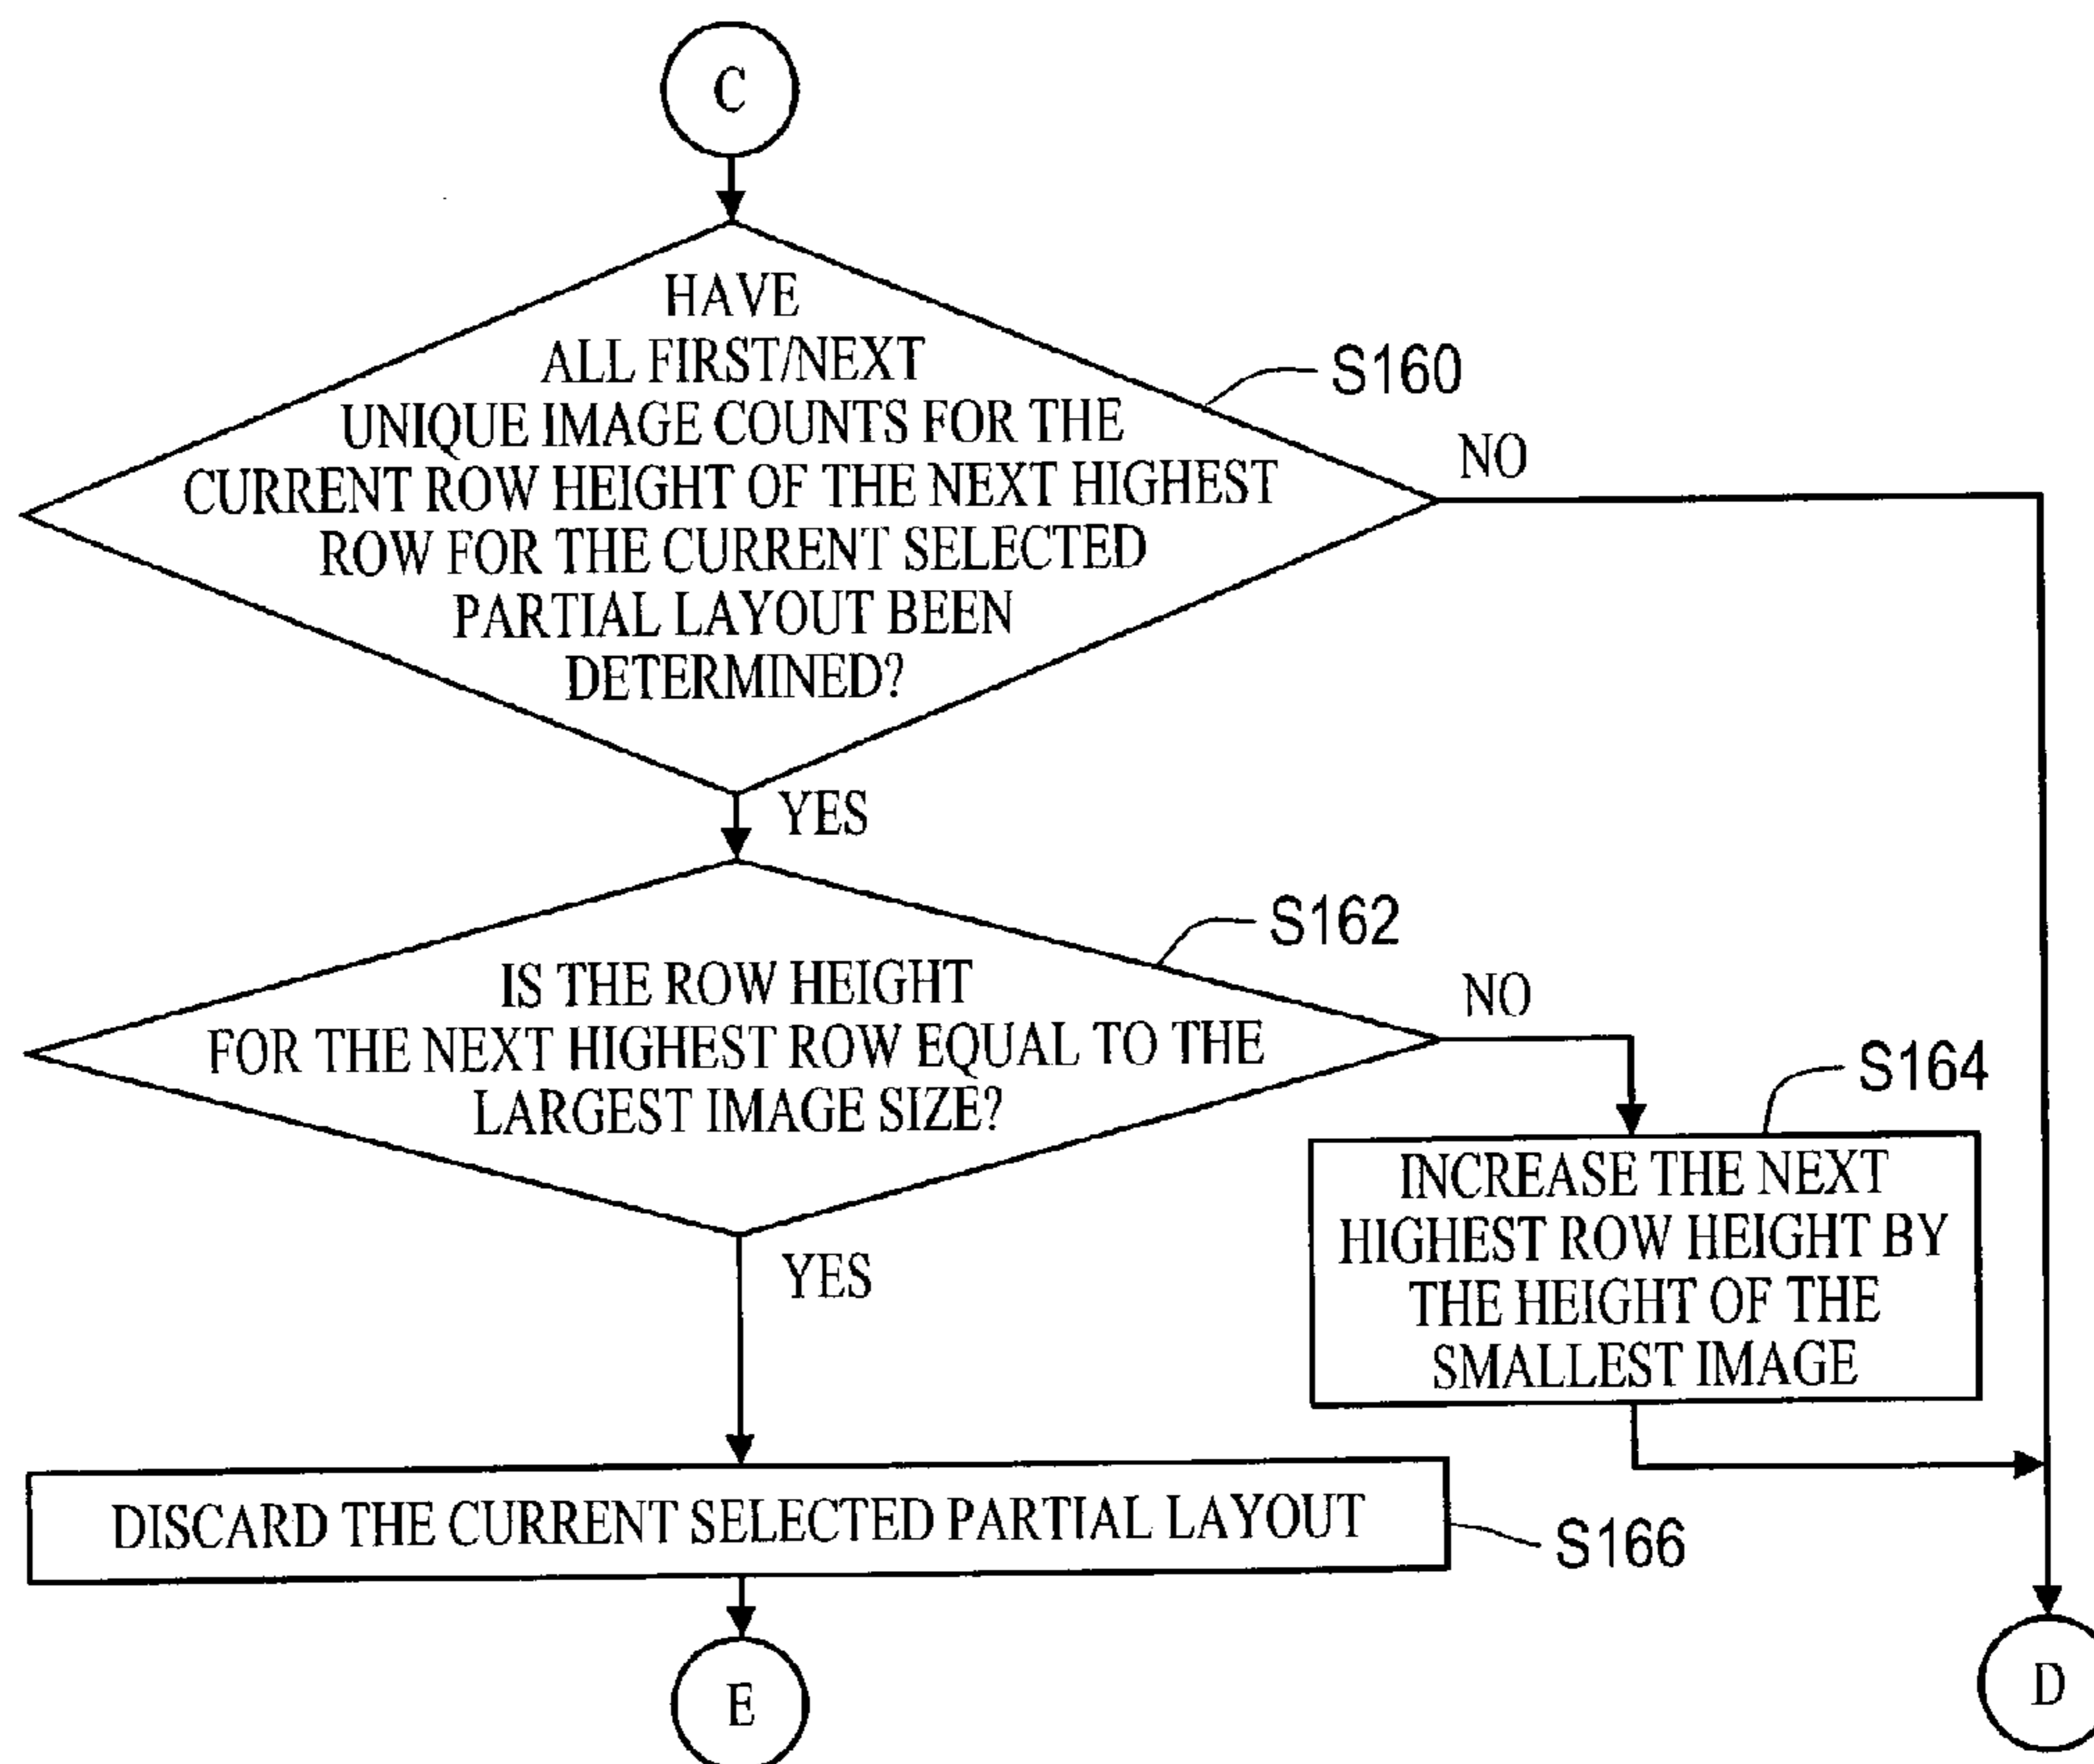 C
HAVE
ALL FIRST/NEXT
UNIQUE IMAGE COUNTS FOR THE
CURRENT ROW HEIGHT OF THE NEXT HIGHEST
ROW FOR THE CURRENT SELECTED
PARTIAL LAYOUT BEEN
DETERMINED?
S160
NO
YES
IS THE ROW HEIGHT
FOR THE NEXT HIGHEST ROW EQUAL TO THE
LARGEST IMAGE SIZE?
S162
NO
S164
INCREASE THE NEXT
HIGHEST ROW HEIGHT BY
THE HEIGHT OF THE
SMALLEST IMAGE
YES
DISCARD THE CURRENT SELECTED PARTIAL LAYOUT
S166
E
D